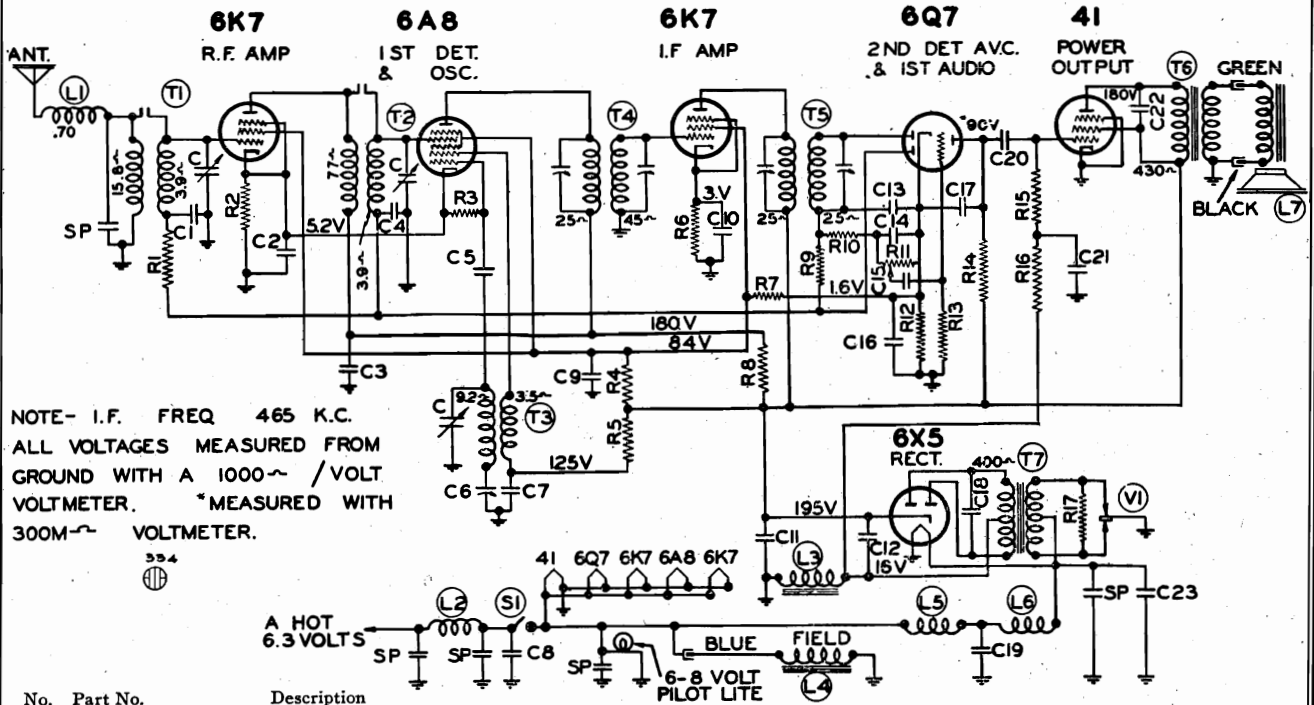 6K7
R.F. AMP
6A8
1ST DET.
& OSC.
6K7
I.F AMP
6Q7
2ND DET A.V.C.
& 1ST AUDIO
41
POWER
OUTPUT
ANT.
L1
.70
T1
T2
T4
T5
T6
GREEN
BLACK
L7
15.8~
3.9~
C
SP
C1
R1
R2
C2
77~
5.2V
3.9~
C
C4
R3
C5
25~
45~
3.V
R6
C10
25~
2.5~
R7
R9
R10
C13
C14
R11
C15
1.6V
C16
R12
R13
C17
*90V
C20
R14
R15
R16
C21
180V
C22
430~
180V
84V
C3
C9
R4
R5
R8
C
9.2~
3.5~
T3
C6
C7
125V
NOTE- I.F. FREQ 465 K.C.
ALL VOLTAGES MEASURED FROM
GROUND WITH A 1000~ / VOLT
VOLTMETER. *MEASURED WITH
300M~ VOLTMETER.
334
6X5
RECT.
400~
T7
C18
R17
V1
195V
C11
C12
15V
L3
41 6Q7 6K7 6A8 6K7
A HOT
6.3 VOLTS
L2
S1
SP
SP
C8
SP
6-8 VOLT
PILOT LITE
BLUE
FIELD
L4
L5
L6
C19
SP
C23
No. Part No. Description